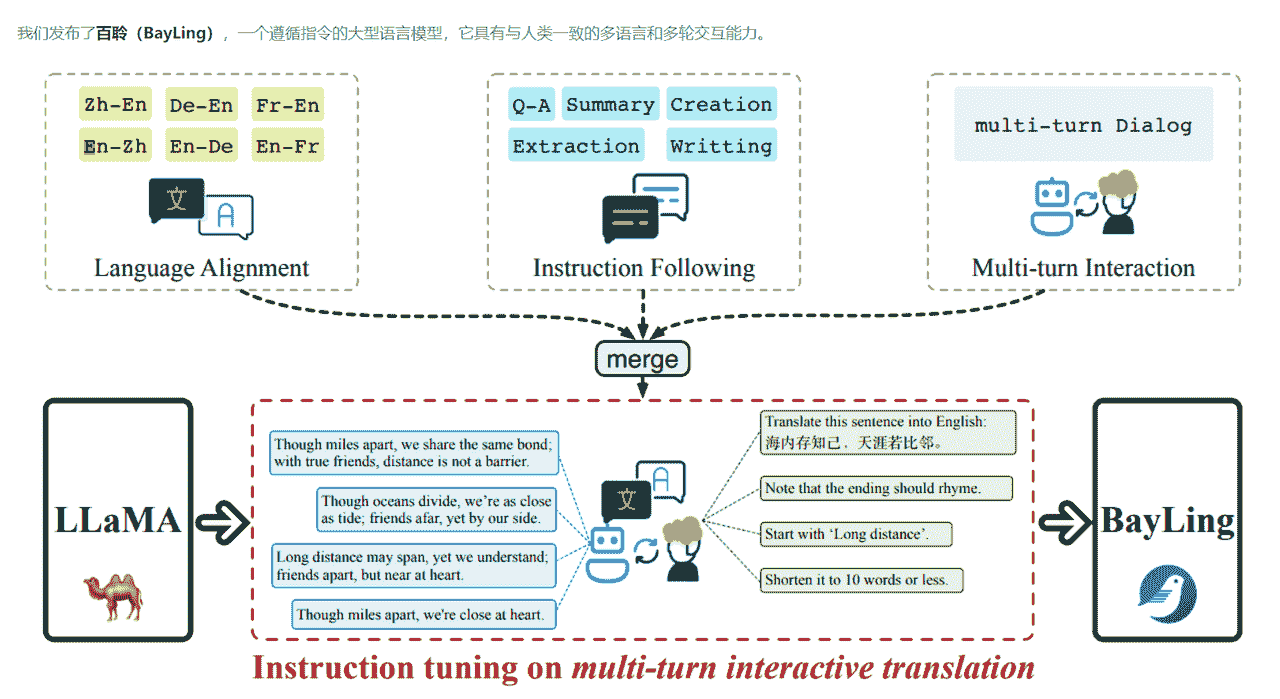 我们发布了百聆（BayLing），一个遵循指令的大型语言模型，它具有与人类一致的多语言和多轮交互能力。
Zh-En De-En Fr-En
En-Zh En-De En-Fr
文 A
Language Alignment
Q-A Summary Creation
Extraction Writting
Instruction Following
multi-turn Dialog
Multi-turn Interaction
merge
LLaMA
Though miles apart, we share the same bond;
with true friends, distance is not a barrier.
Though oceans divide, we're as close
as tide; friends afar, yet by our side.
Long distance may span, yet we understand;
friends apart, but near at heart.
Though miles apart, we're close at heart.
文 A
Translate this sentence into English:
海内存知己，天涯若比邻。
Note that the ending should rhyme.
Start with ‘Long distance’.
Shorten it to 10 words or less.
BayLing
Instruction tuning on multi-turn interactive translation